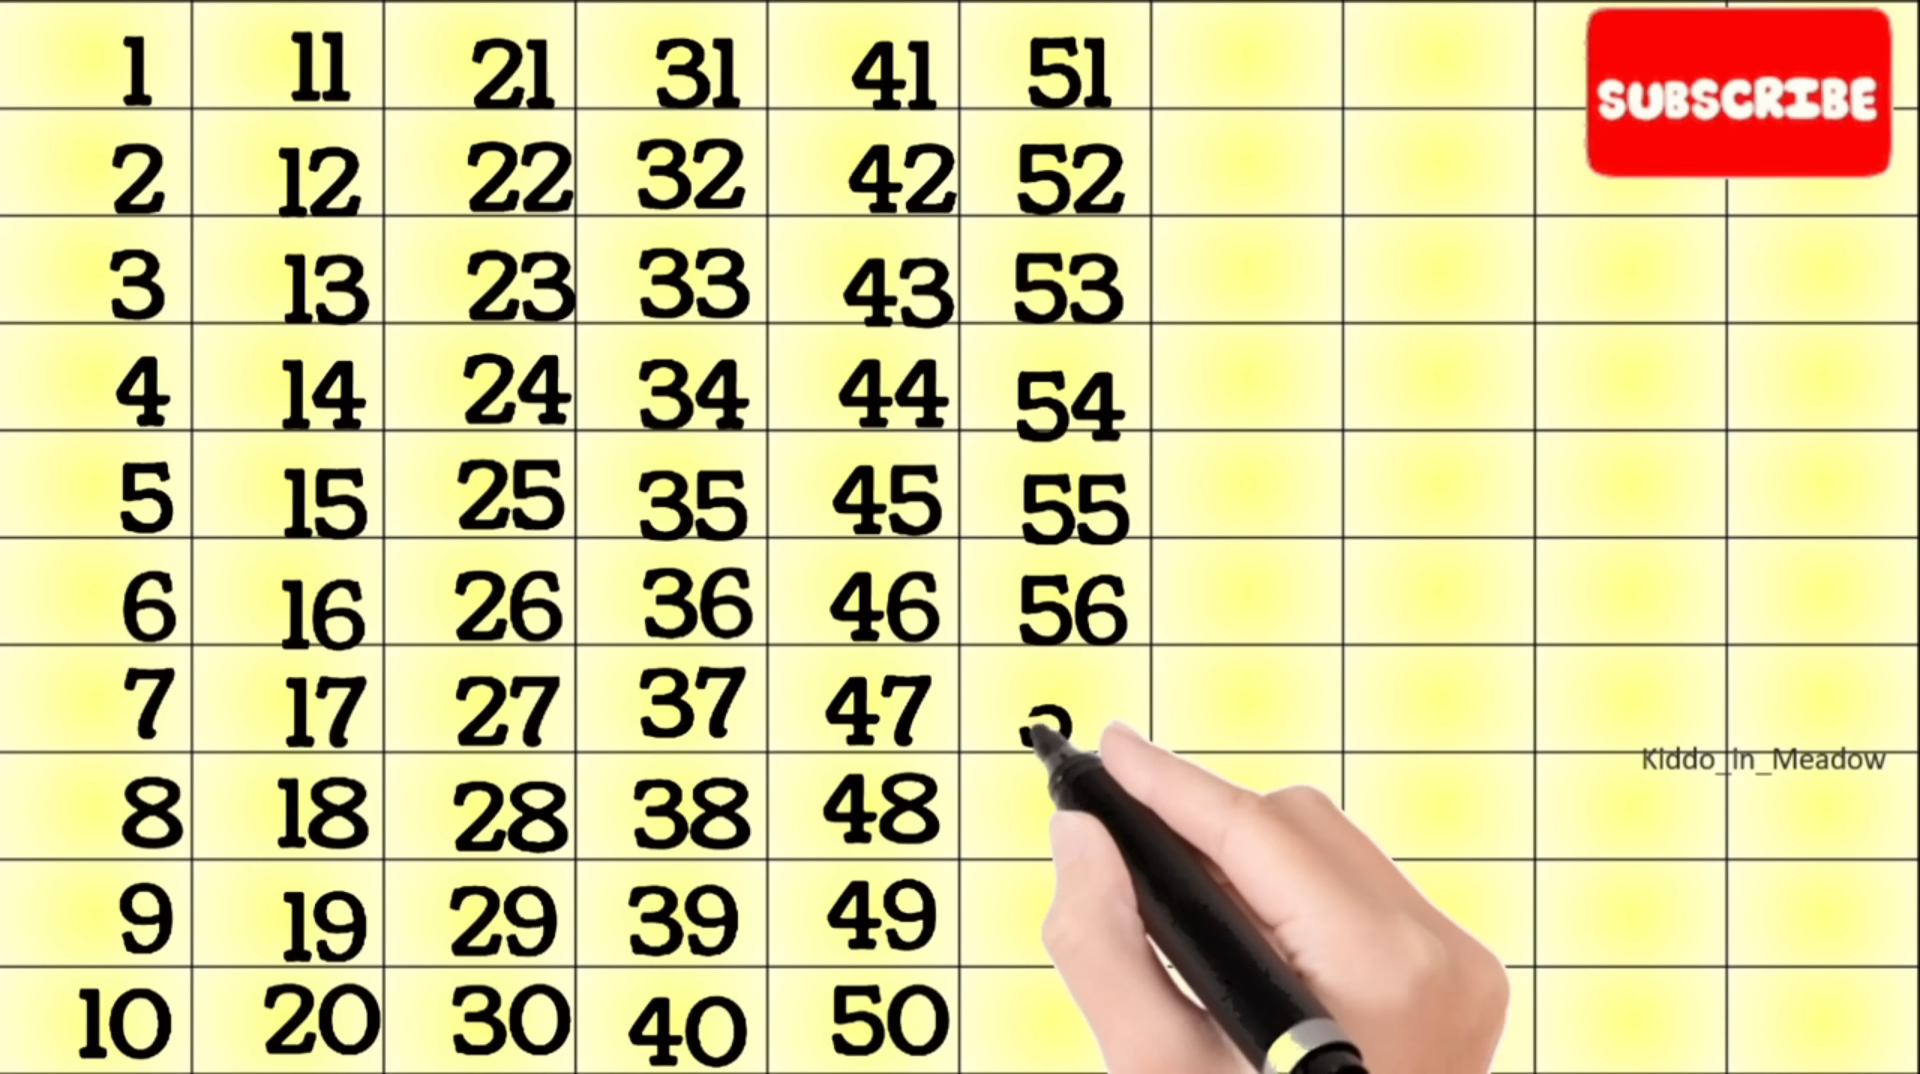 1 11 21 31 41 51
SUBSCRIBE
2 12 22 32 42 52
3 13 23 33 43 53
4 14 24 34 44 54
5 15 25 35 45 55
6 16 26 36 46 56
7 17 27 37 47
Kiddo_in_Meadow
8 18 28 38 48
9 19 29 39 49
10 20 30 40 50